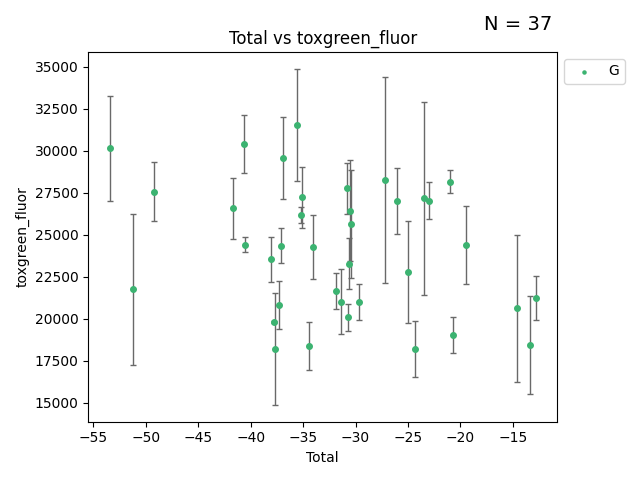 N = 37
Total vs toxgreen_fluor
G
toxgreen_fluor
35000
32500
30000
27500
25000
22500
20000
17500
15000
−55 −50 −45 −40 −35 −30 −25 −20 −15
Total